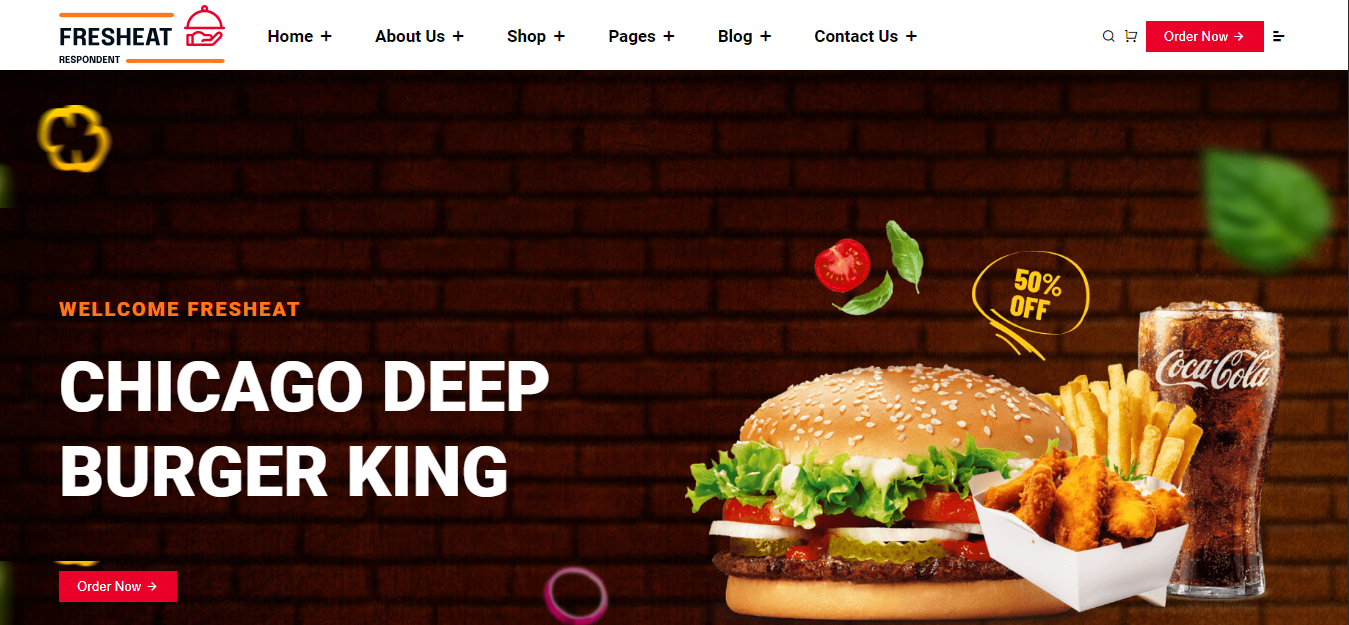 FRESHEAT
RESPONDENT
Home +
About Us +
Shop +
Pages +
Blog +
Contact Us +
Order Now →
WELLCOME FRESHEAT
CHICAGO DEEP
BURGER KING
Order Now →
50%
OFF
Coca-Cola